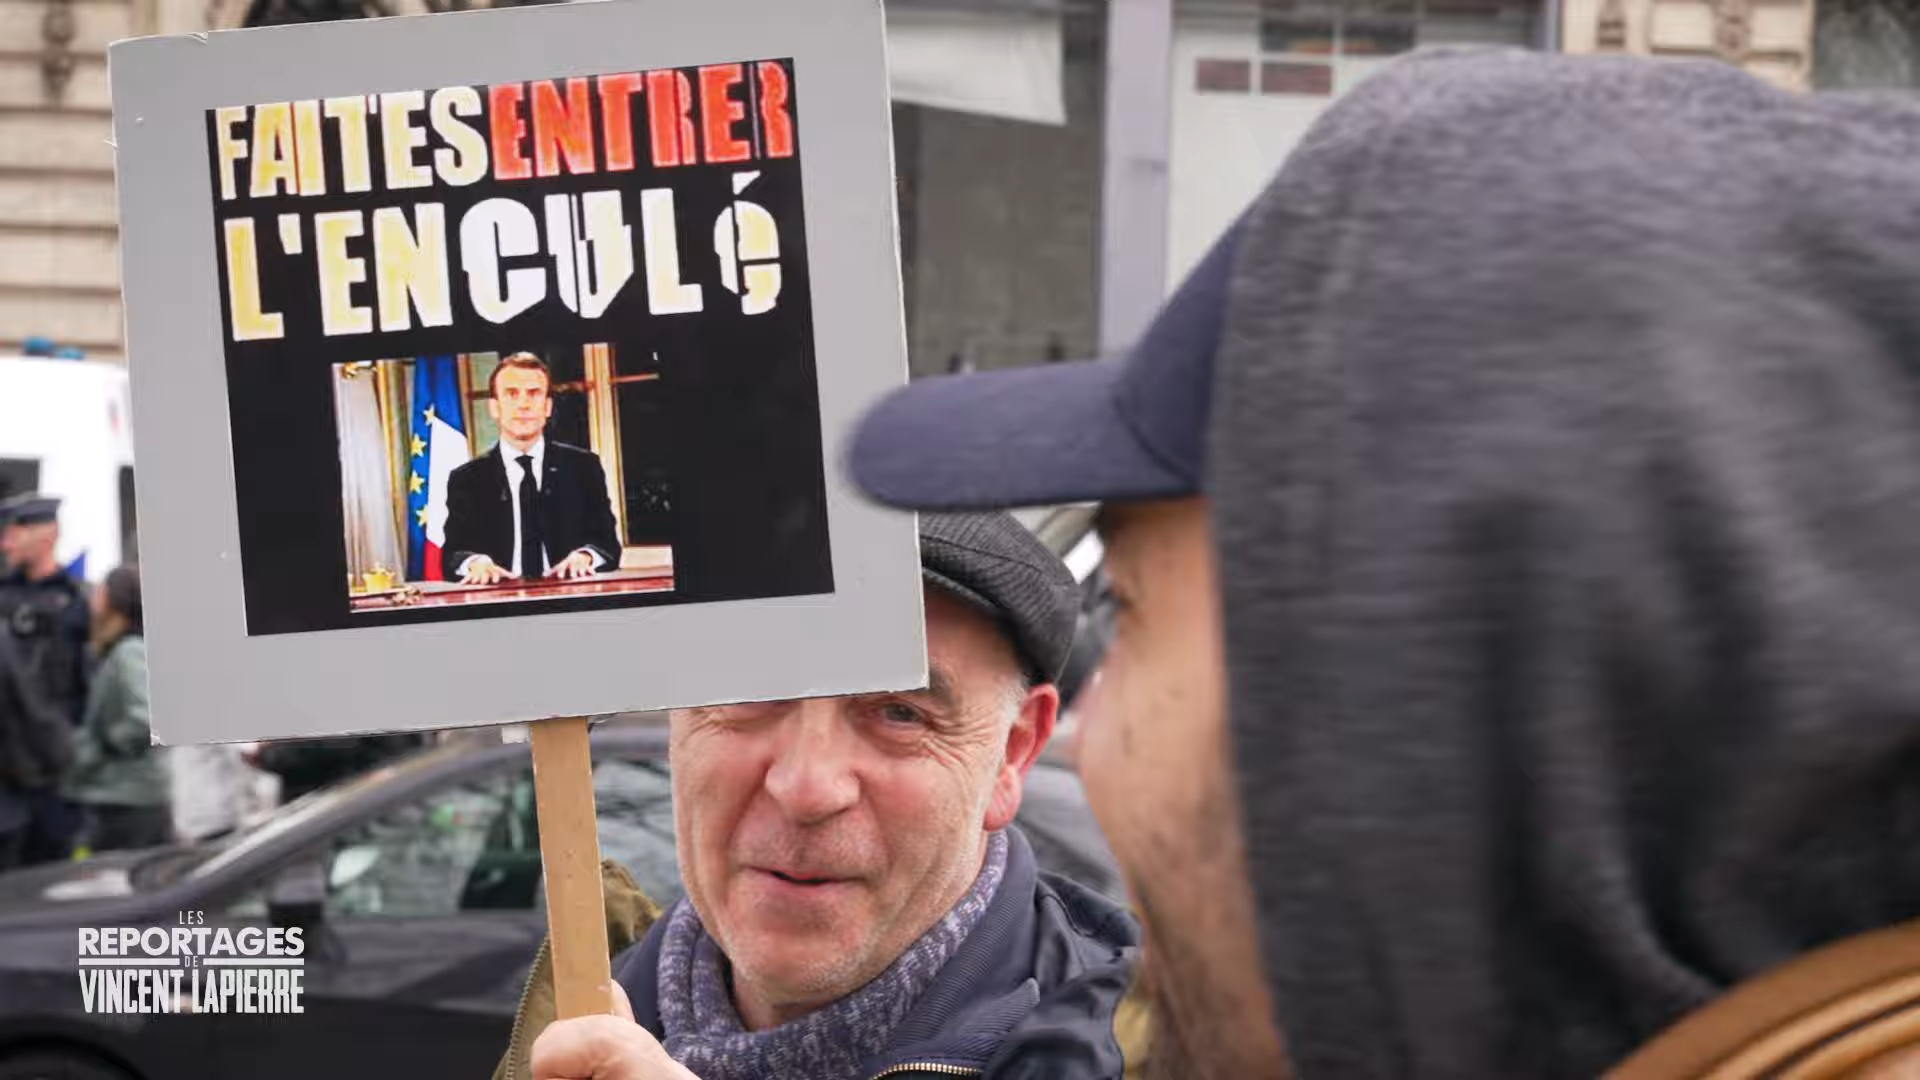 FAITES ENTRER
L'ENCULé
LES
REPORTAGES
DE
VINCENT LAPIERRE